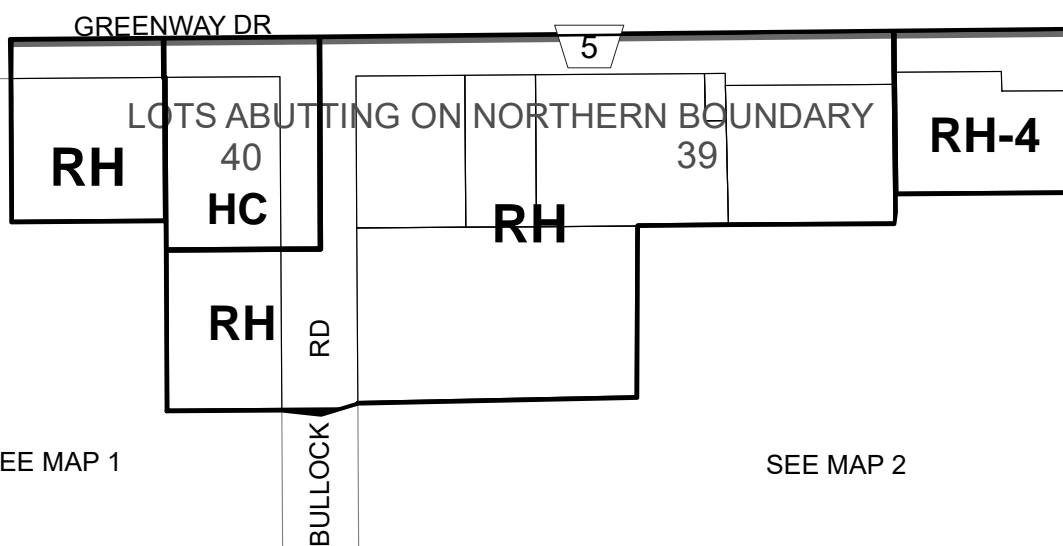 GREENWAY DR
5
LOTS ABUTTING ON NORTHERN BOUNDARY
40
39
RH-4
RH
HC
RH
RH
BULLOCK RD
EE MAP 1
SEE MAP 2